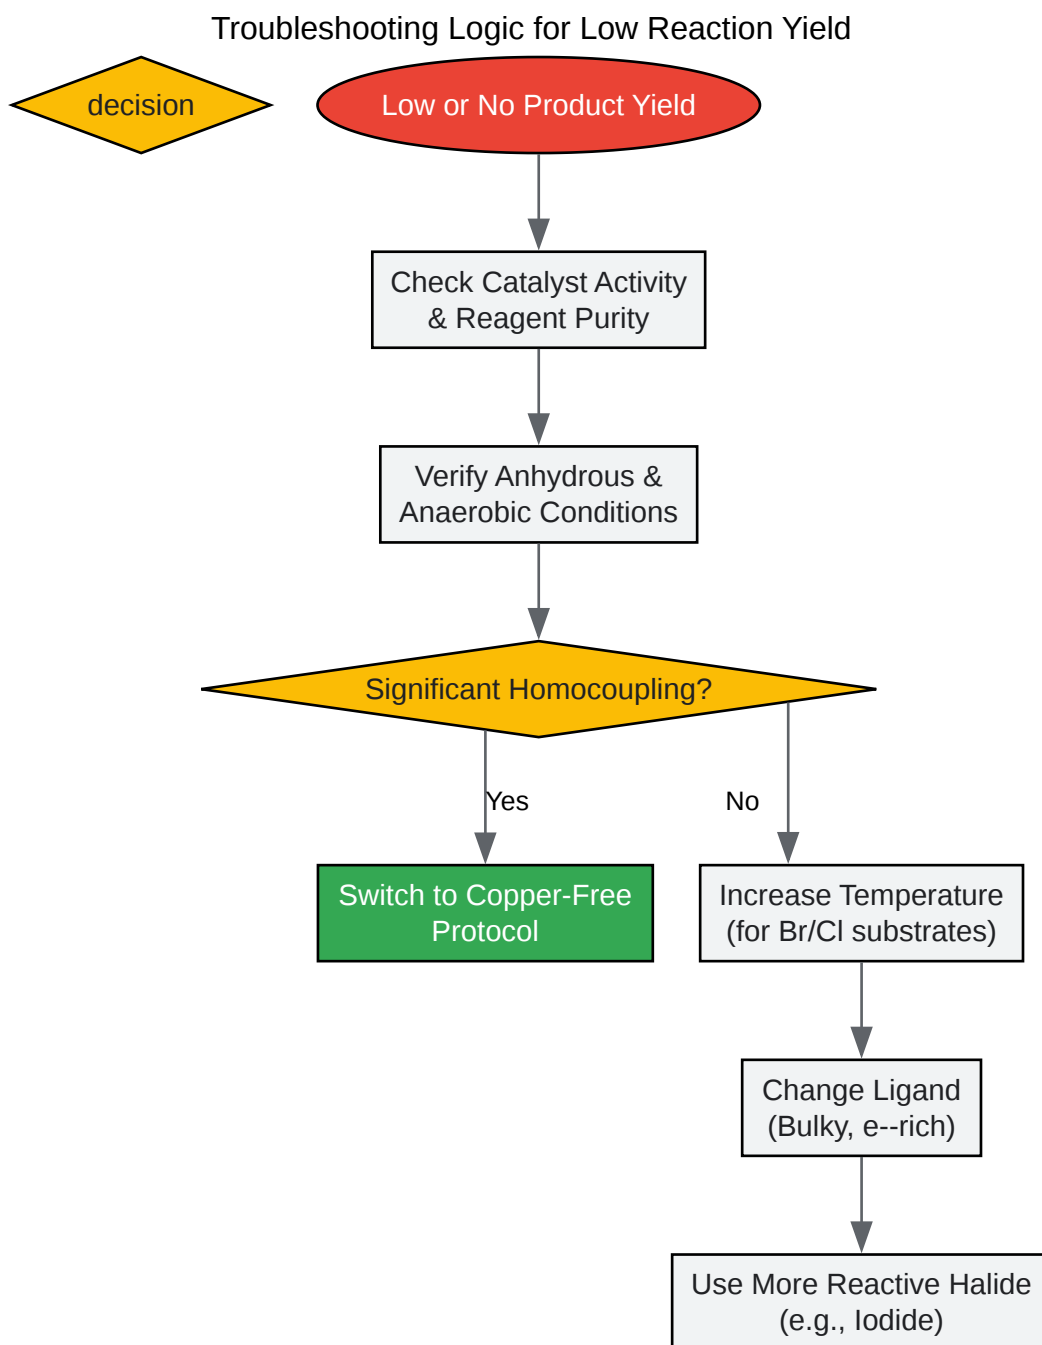 Troubleshooting Logic for Low Reaction Yield
decision
Low or No Product Yield
Check Catalyst Activity
& Reagent Purity
Verify Anhydrous &
Anaerobic Conditions
Significant Homocoupling?
Yes
No
Switch to Copper-Free
Protocol
Increase Temperature
(for Br/Cl substrates)
Change Ligand
(Bulky, e--rich)
Use More Reactive Halide
(e.g., Iodide)